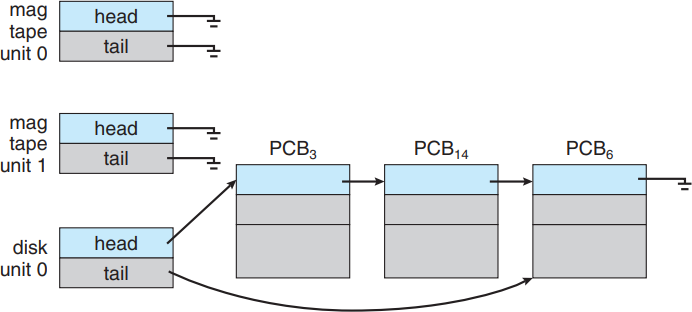 mag
tape
unit 0
head
tail
mag
tape
unit 1
head
tail
PCB₃
PCB₁₄
PCB₆
disk
unit 0
head
tail